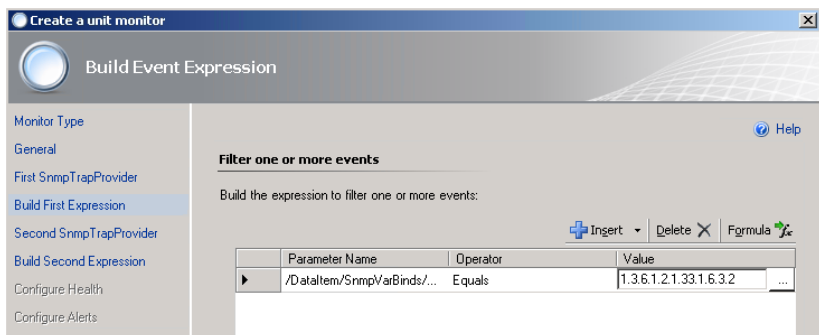 Create a unit monitor
Build Event Expression
Monitor Type
General
First SnmpTrapProvider
Build First Expression
Second SnmpTrapProvider
Build Second Expression
Configure Health
Configure Alerts
Help
Filter one or more events
Build the expression to filter one or more events:
Insert Delete Formula
Parameter Name Operator Value
/DataItem/SnmpVarBinds/... Equals 1.3.6.1.2.1.33.1.6.3.2 ...